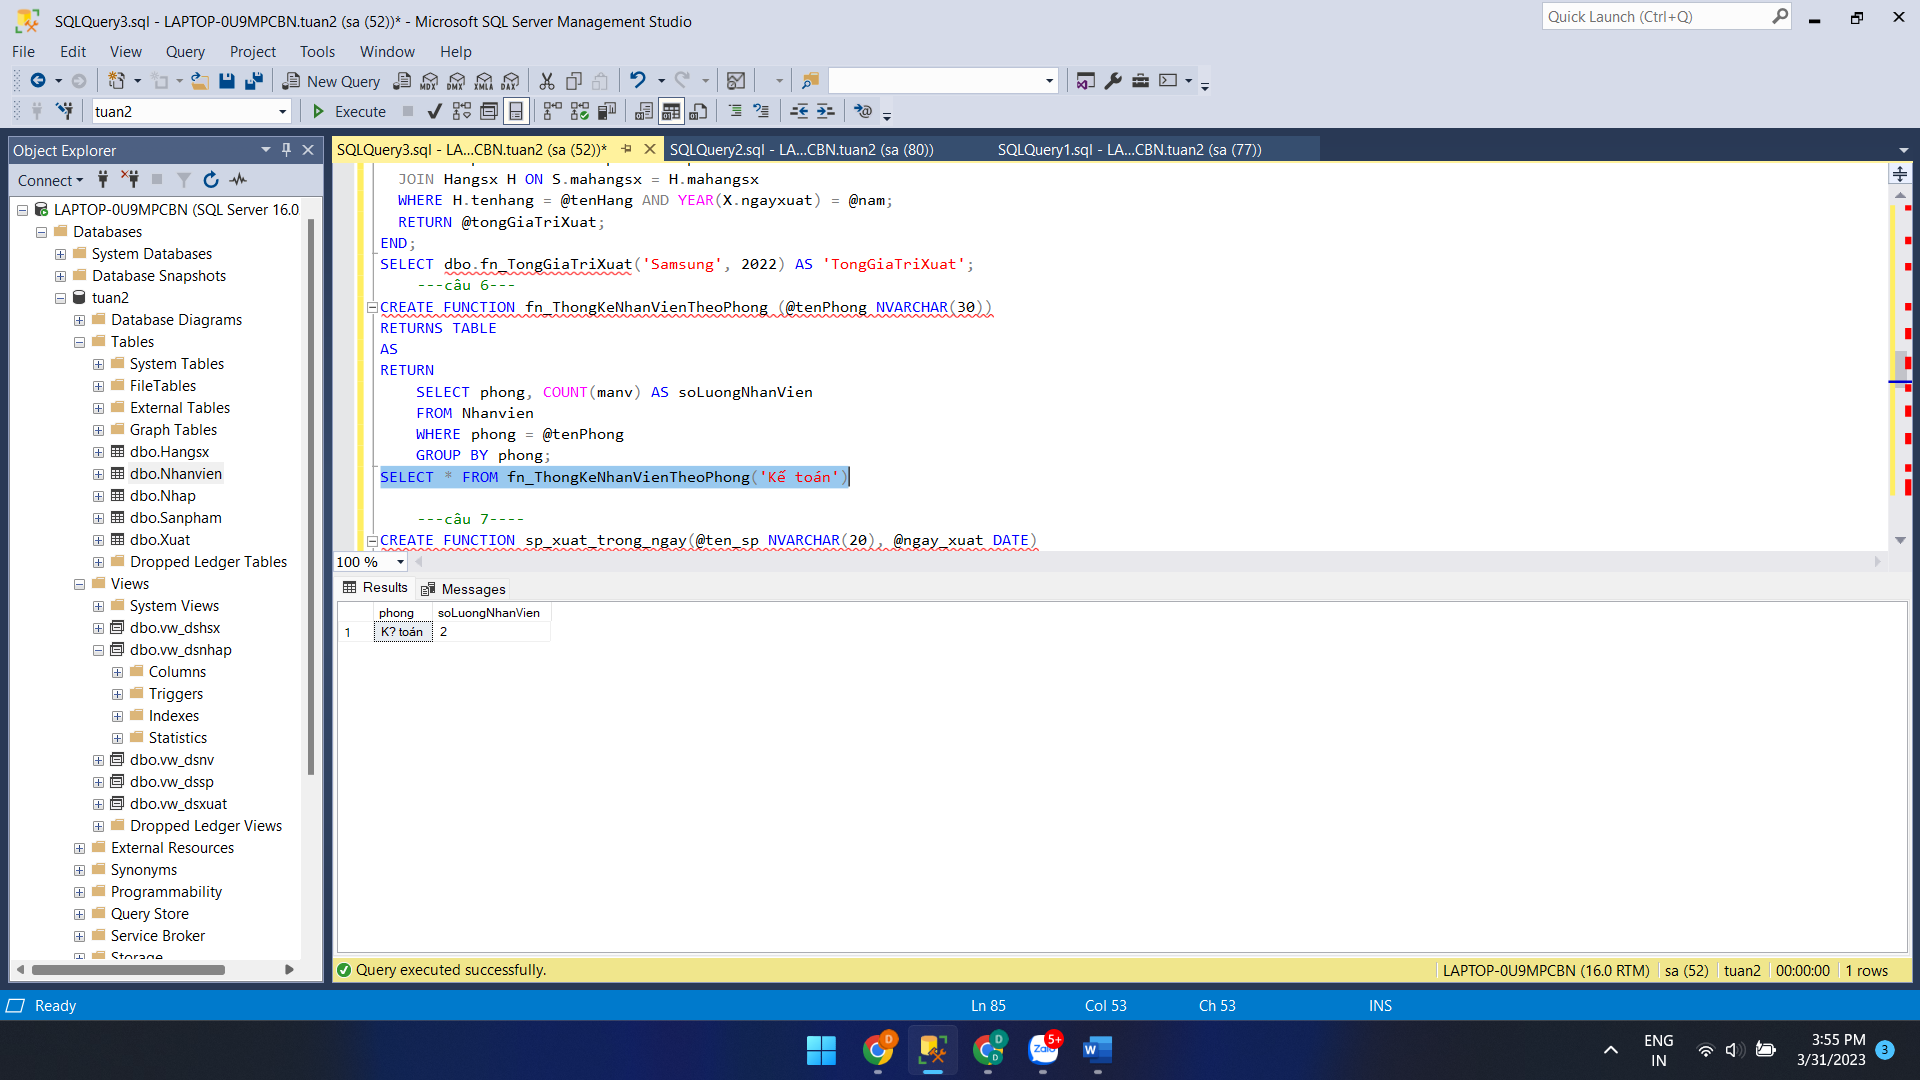 SQLQuery3.sql - LAPTOP-0U9MPCBN.tuan2 (sa (52))* - Microsoft SQL Server Management Studio
Quick Launch (Ctrl+Q)
File Edit View Query Project Tools Window Help
New Query MDX DMX XMLA DAX
tuan2 Execute
Object Explorer
Connect
LAPTOP-0U9MPCBN (SQL Server 16.0
Databases
System Databases
Database Snapshots
tuan2
Database Diagrams
Tables
System Tables
FileTables
External Tables
Graph Tables
dbo.Hangsx
dbo.Nhanvien
dbo.Nhap
dbo.Sanpham
dbo.Xuat
Dropped Ledger Tables
Views
System Views
dbo.vw_dshsx
dbo.vw_dsnhap
Columns
Triggers
Indexes
Statistics
dbo.vw_dsnv
dbo.vw_dssp
dbo.vw_dsxuat
Dropped Ledger Views
External Resources
Synonyms
Programmability
Query Store
Service Broker
Storage
SQLQuery3.sql - LA...CBN.tuan2 (sa (52))* SQLQuery2.sql - LA...CBN.tuan2 (sa (80)) SQLQuery1.sql - LA...CBN.tuan2 (sa (77))
JOIN Hangsx H ON S.mahangsx = H.mahangsx
WHERE H.tenhang = @tenHang AND YEAR(X.ngayxuat) = @nam;
RETURN @tongGiaTriXuat;
END;
SELECT dbo.fn_TongGiaTriXuat('Samsung', 2022) AS 'TongGiaTriXuat';
---câu 6---
CREATE FUNCTION fn_ThongKeNhanVienTheoPhong (@tenPhong NVARCHAR(30))
RETURNS TABLE
AS
RETURN
SELECT phong, COUNT(manv) AS soLuongNhanVien
FROM Nhanvien
WHERE phong = @tenPhong
GROUP BY phong;
SELECT * FROM fn_ThongKeNhanVienTheoPhong('Kế toán')
---câu 7----
CREATE FUNCTION sp_xuat_trong_ngay(@ten_sp NVARCHAR(20), @ngay_xuat DATE)
100 %
Results Messages
phong soLuongNhanVien
1 K? toán 2
Query executed successfully. LAPTOP-0U9MPCBN (16.0 RTM) sa (52) tuan2 00:00:00 1 rows
Ready Ln 85 Col 53 Ch 53 INS
D D D Zalo 5+ W
ENG
IN
3:55 PM
3/31/2023
3